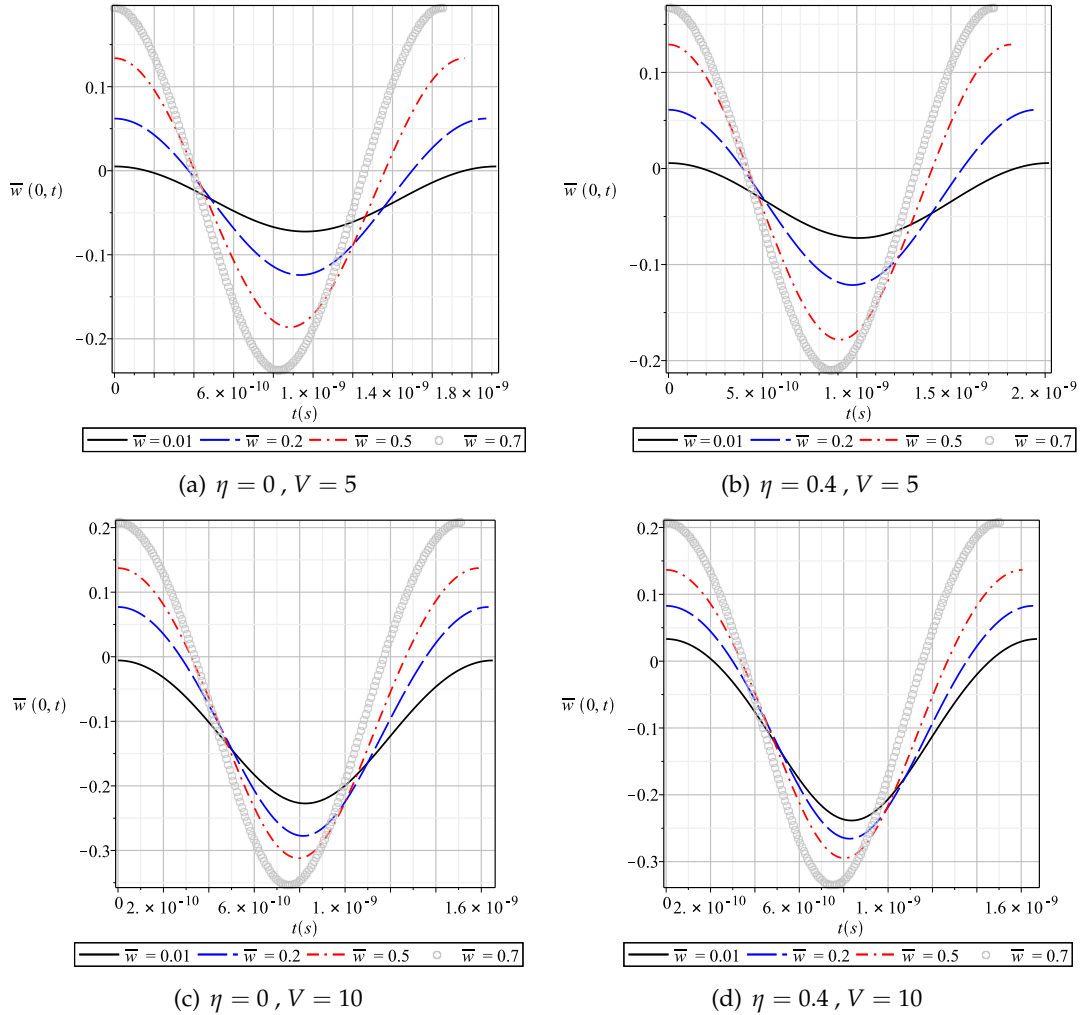 0.1
0
w̅ (0, t)
−0.1
−0.2
0 6. × 10⁻¹⁰ 1. × 10⁻⁹ 1.4 × 10⁻⁹ 1.8 × 10⁻⁹
t(s)
w̅ = 0.01 w̅ = 0.2 w̅ = 0.5 w̅ = 0.7
(a) η = 0 , V = 5
0.1
0
w̅ (0, t)
−0.1
−0.2
0 5. × 10⁻¹⁰ 1. × 10⁻⁹ 1.5 × 10⁻⁹ 2. × 10⁻⁹
t(s)
w̅ = 0.01 w̅ = 0.2 w̅ = 0.5 w̅ = 0.7
(b) η = 0.4 , V = 5
0.2
0.1
0
w̅ (0, t)
−0.1
−0.2
−0.3
0 2. × 10⁻¹⁰ 6. × 10⁻¹⁰ 1. × 10⁻⁹ 1.6 × 10⁻⁹
t(s)
w̅ = 0.01 w̅ = 0.2 w̅ = 0.5 w̅ = 0.7
(c) η = 0 , V = 10
0.2
0.1
0
w̅ (0, t)
−0.1
−0.2
−0.3
0 2. × 10⁻¹⁰ 6. × 10⁻¹⁰ 1. × 10⁻⁹ 1.6 × 10⁻⁹
t(s)
w̅ = 0.01 w̅ = 0.2 w̅ = 0.5 w̅ = 0.7
(d) η = 0.4 , V = 10